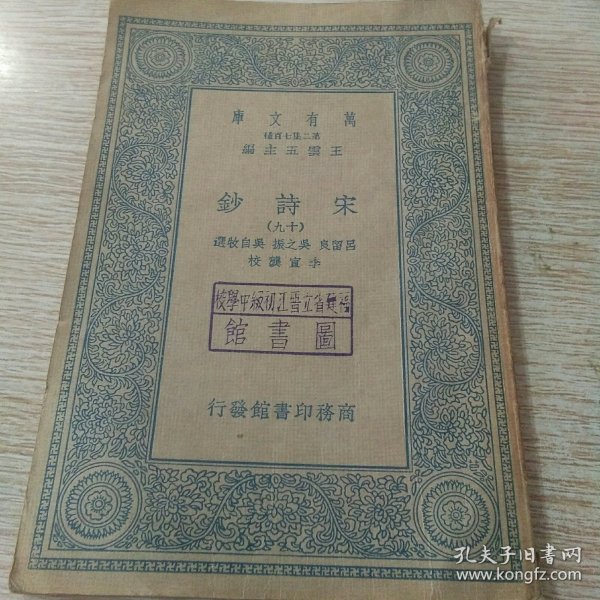 萬有文庫
第二集七百種
王雲五主編
宋詩鈔
(十九)
呂留良 吳之振 吳自牧選
李宣龔校
福建省立晋江初級中學校
圖書館
商務印書館發行
孔夫子旧书网
www.kongfz.com